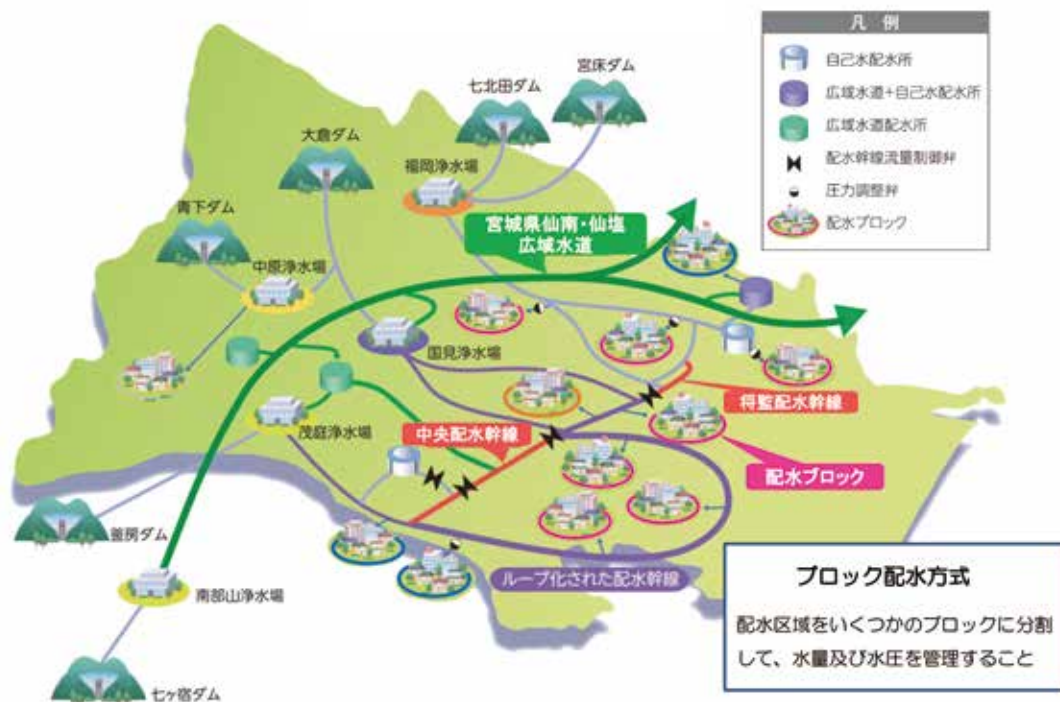 凡 例
自己水配水所
広域水道+自己水配水所
広域水道配水所
配水幹線流量制御弁
圧力調整弁
配水ブロック
宮床ダム
七北田ダム
大倉ダム
福岡浄水場
青下ダム
宮城県仙南・仙塩
広域水道
中原浄水場
国見浄水場
将監配水幹線
茂庭浄水場
中央配水幹線
配水ブロック
釜房ダム
ループ化された配水幹線
南部山浄水場
七ヶ宿ダム
ブロック配水方式
配水区域をいくつかのブロックに分割
して、水量及び水圧を管理すること